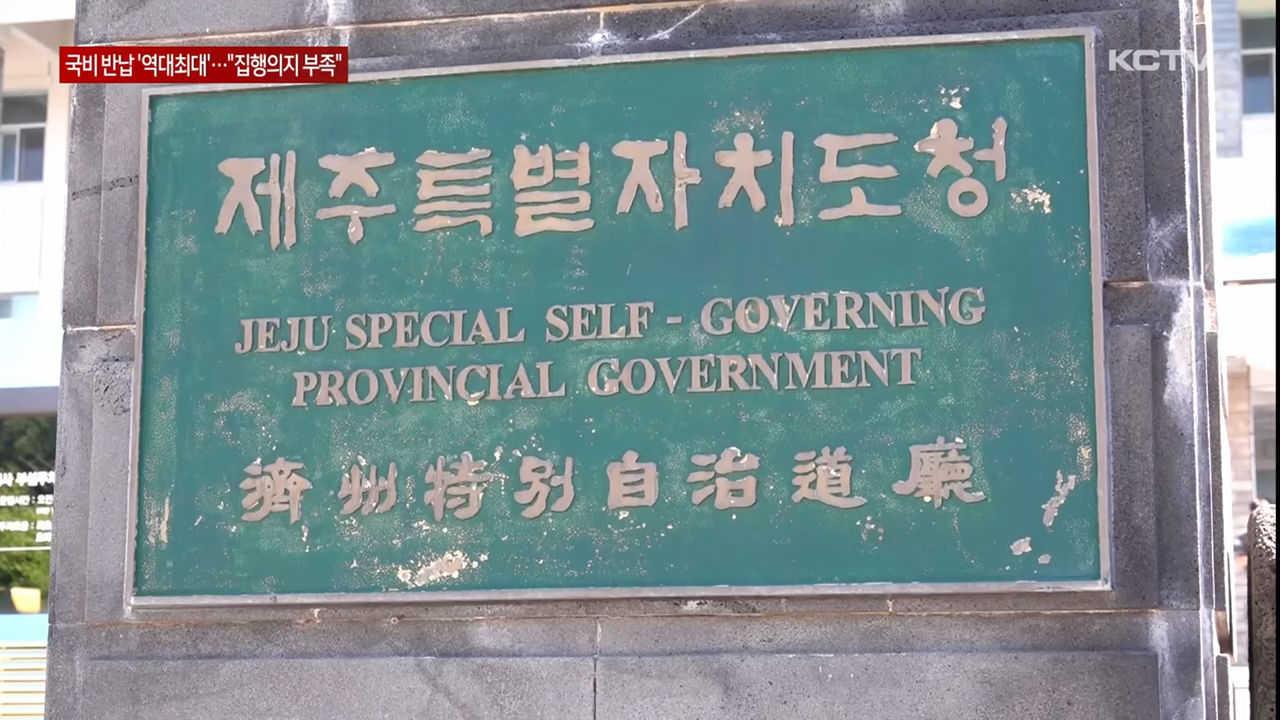 국비 반납 '역대최대'…"집행의지 부족"
KCTV
제주특별자치도청
JEJU SPECIAL SELF - GOVERNING
PROVINCIAL GOVERNMENT
濟州特別自治道廳